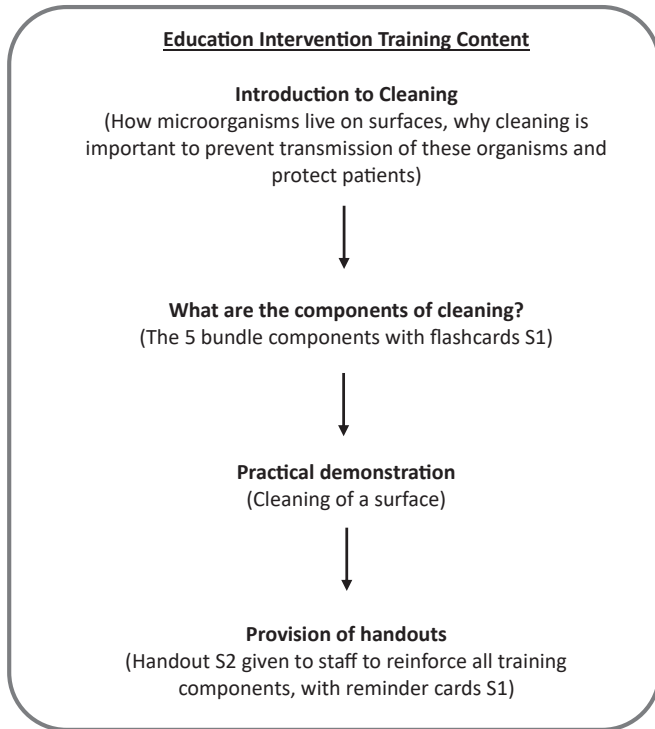 Education Intervention Training Content
Introduction to Cleaning
(How microorganisms live on surfaces, why cleaning is
important to prevent transmission of these organisms and
protect patients)
What are the components of cleaning?
(The 5 bundle components with flashcards S1)
Practical demonstration
(Cleaning of a surface)
Provision of handouts
(Handout S2 given to staff to reinforce all training
components, with reminder cards S1)